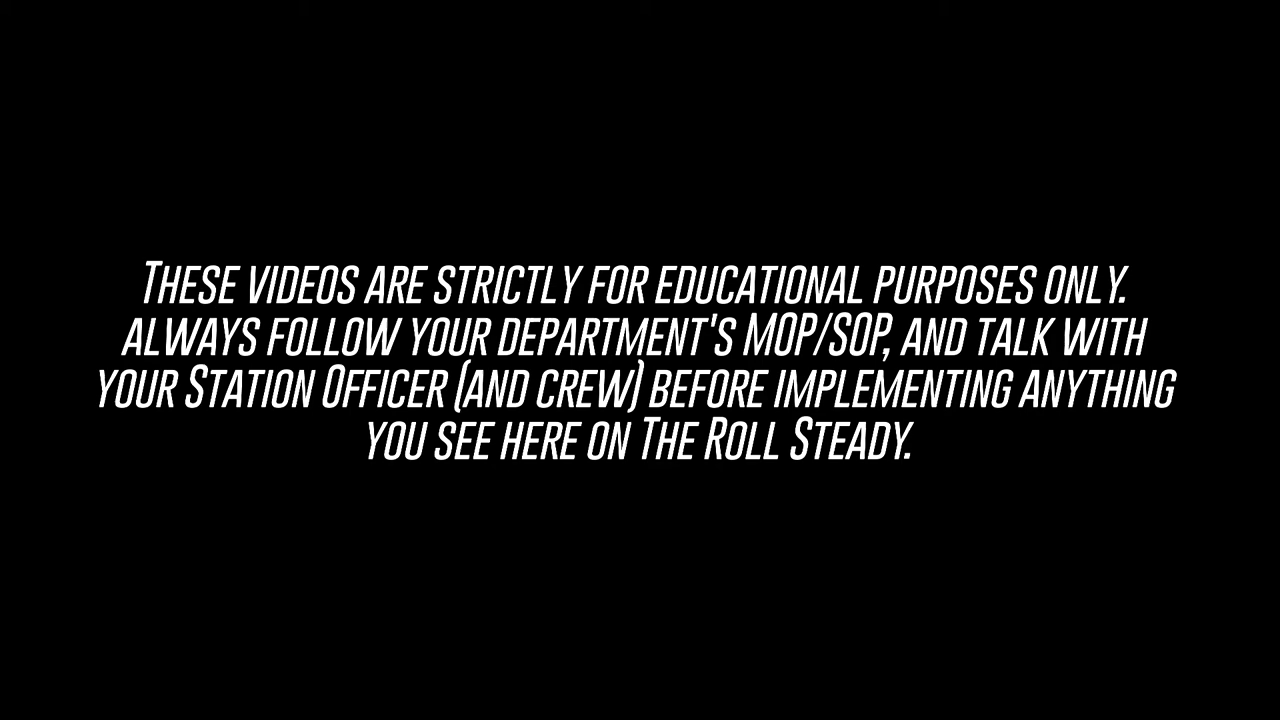 These videos are strictly for educational purposes only.
Always follow your department's MOP/SOP, and talk with
your Station Officer (and crew) before implementing anything
you see here on The Roll Steady.